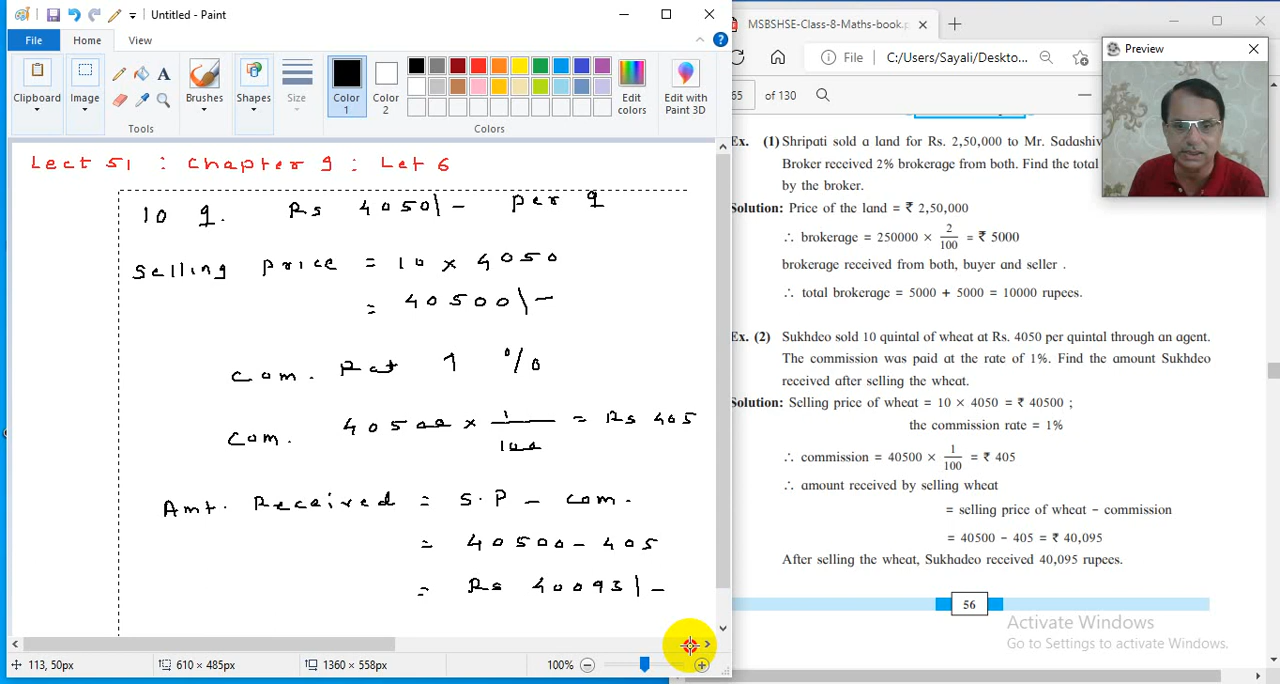 Untitled - Paint
File
Home
View
Clipboard
Image
Tools
Brushes
Shapes
Size
Color 1
Color 2
Colors
Edit colors
Edit with Paint 3D
Lect 51 : Chapter 9 : Let 6
10 q. Rs 4050/- per q
Selling Price = 10 x 4050
= 40500/-
com. Rat 1 %
com. 40500 x 1/100 = Rs 405
Amt. Received = S.P - com.
= 40500 - 405
= Rs 40095/-
113, 50px
610 × 485px
1360 × 558px
100%
MSBSHSE-Class-8-Maths-book.p
File
C:/Users/Sayali/Deskto...
65 of 130
Preview
Ex. (1) Shripati sold a land for Rs. 2,50,000 to Mr. Sadashiv
Broker received 2% brokerage from both. Find the total
by the broker.
Solution: Price of the land = ₹ 2,50,000
∴ brokerage = 250000 × 2/100 = ₹ 5000
brokerage received from both, buyer and seller .
∴ total brokerage = 5000 + 5000 = 10000 rupees.
Ex. (2) Sukhdeo sold 10 quintal of wheat at Rs. 4050 per quintal through an agent.
The commission was paid at the rate of 1%. Find the amount Sukhdeo
received after selling the wheat.
Solution: Selling price of wheat = 10 × 4050 = ₹ 40500 ;
the commission rate = 1%
∴ commission = 40500 × 1/100 = ₹ 405
∴ amount received by selling wheat
= selling price of wheat − commission
= 40500 − 405 = ₹ 40,095
After selling the wheat, Sukhadeo received 40,095 rupees.
56
Activate Windows
Go to Settings to activate Windows.